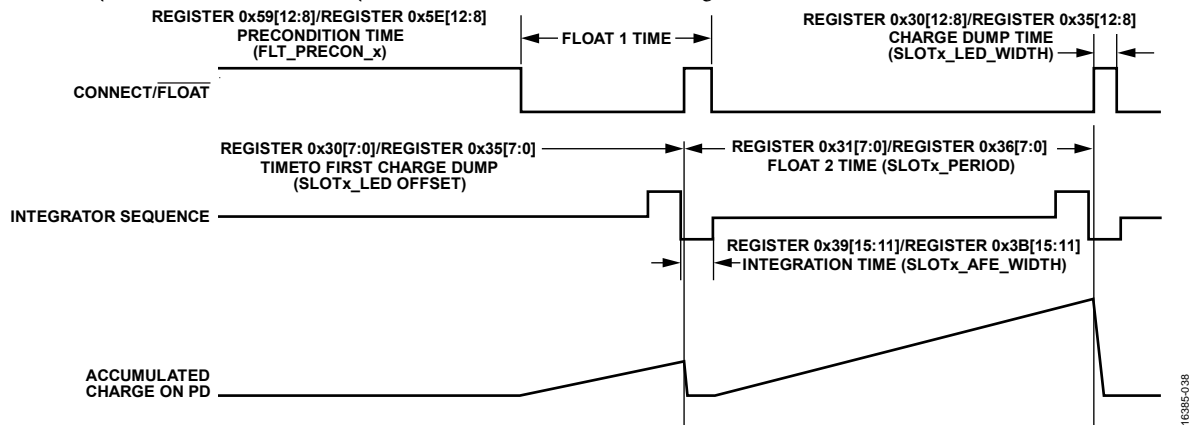 REGISTER 0x59[12:8]/REGISTER 0x5E[12:8]
PRECONDITION TIME
(FLT_PRECON_x)
FLOAT 1 TIME
REGISTER 0x30[12:8]/REGISTER 0x35[12:8]
CHARGE DUMP TIME
(SLOTx_LED_WIDTH)
CONNECT/FLOAT
REGISTER 0x30[7:0]/REGISTER 0x35[7:0]
TIMETO FIRST CHARGE DUMP
(SLOTx_LED OFFSET)
REGISTER 0x31[7:0]/REGISTER 0x36[7:0]
FLOAT 2 TIME (SLOTx_PERIOD)
INTEGRATOR SEQUENCE
REGISTER 0x39[15:11]/REGISTER 0x3B[15:11]
INTEGRATION TIME (SLOTx_AFE_WIDTH)
ACCUMULATED
CHARGE ON PD
16385-038